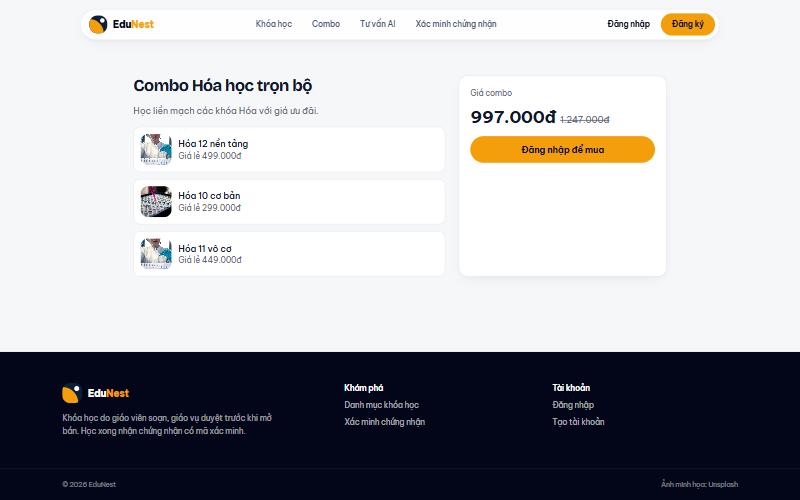 EduNest
Khóa học
Combo
Tư vấn AI
Xác minh chứng nhận
Đăng nhập
Đăng ký
Combo Hóa học trọn bộ
Học liền mạch các khóa Hóa với giá ưu đãi.
Hóa 12 nền tảng
Giá lẻ 499.000đ
Hóa 10 cơ bản
Giá lẻ 299.000đ
Hóa 11 vô cơ
Giá lẻ 449.000đ
Giá combo
997.000đ 1.247.000đ
Đăng nhập để mua
EduNest
Khóa học do giáo viên soạn, giáo vụ duyệt trước khi mở
bán. Học xong nhận chứng nhận có mã xác minh.
Khám phá
Danh mục khóa học
Xác minh chứng nhận
Tài khoản
Đăng nhập
Tạo tài khoản
© 2026 EduNest
Ảnh minh họa: Unsplash